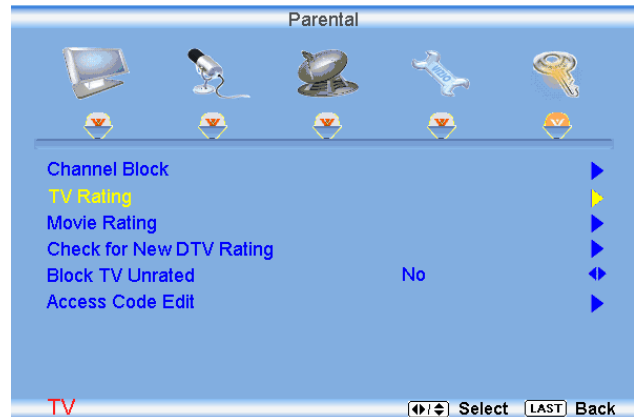 Parental
Channel Block
TV Rating
Movie Rating
Check for New DTV Rating
Block TV Unrated No
Access Code Edit
TV Select LAST Back